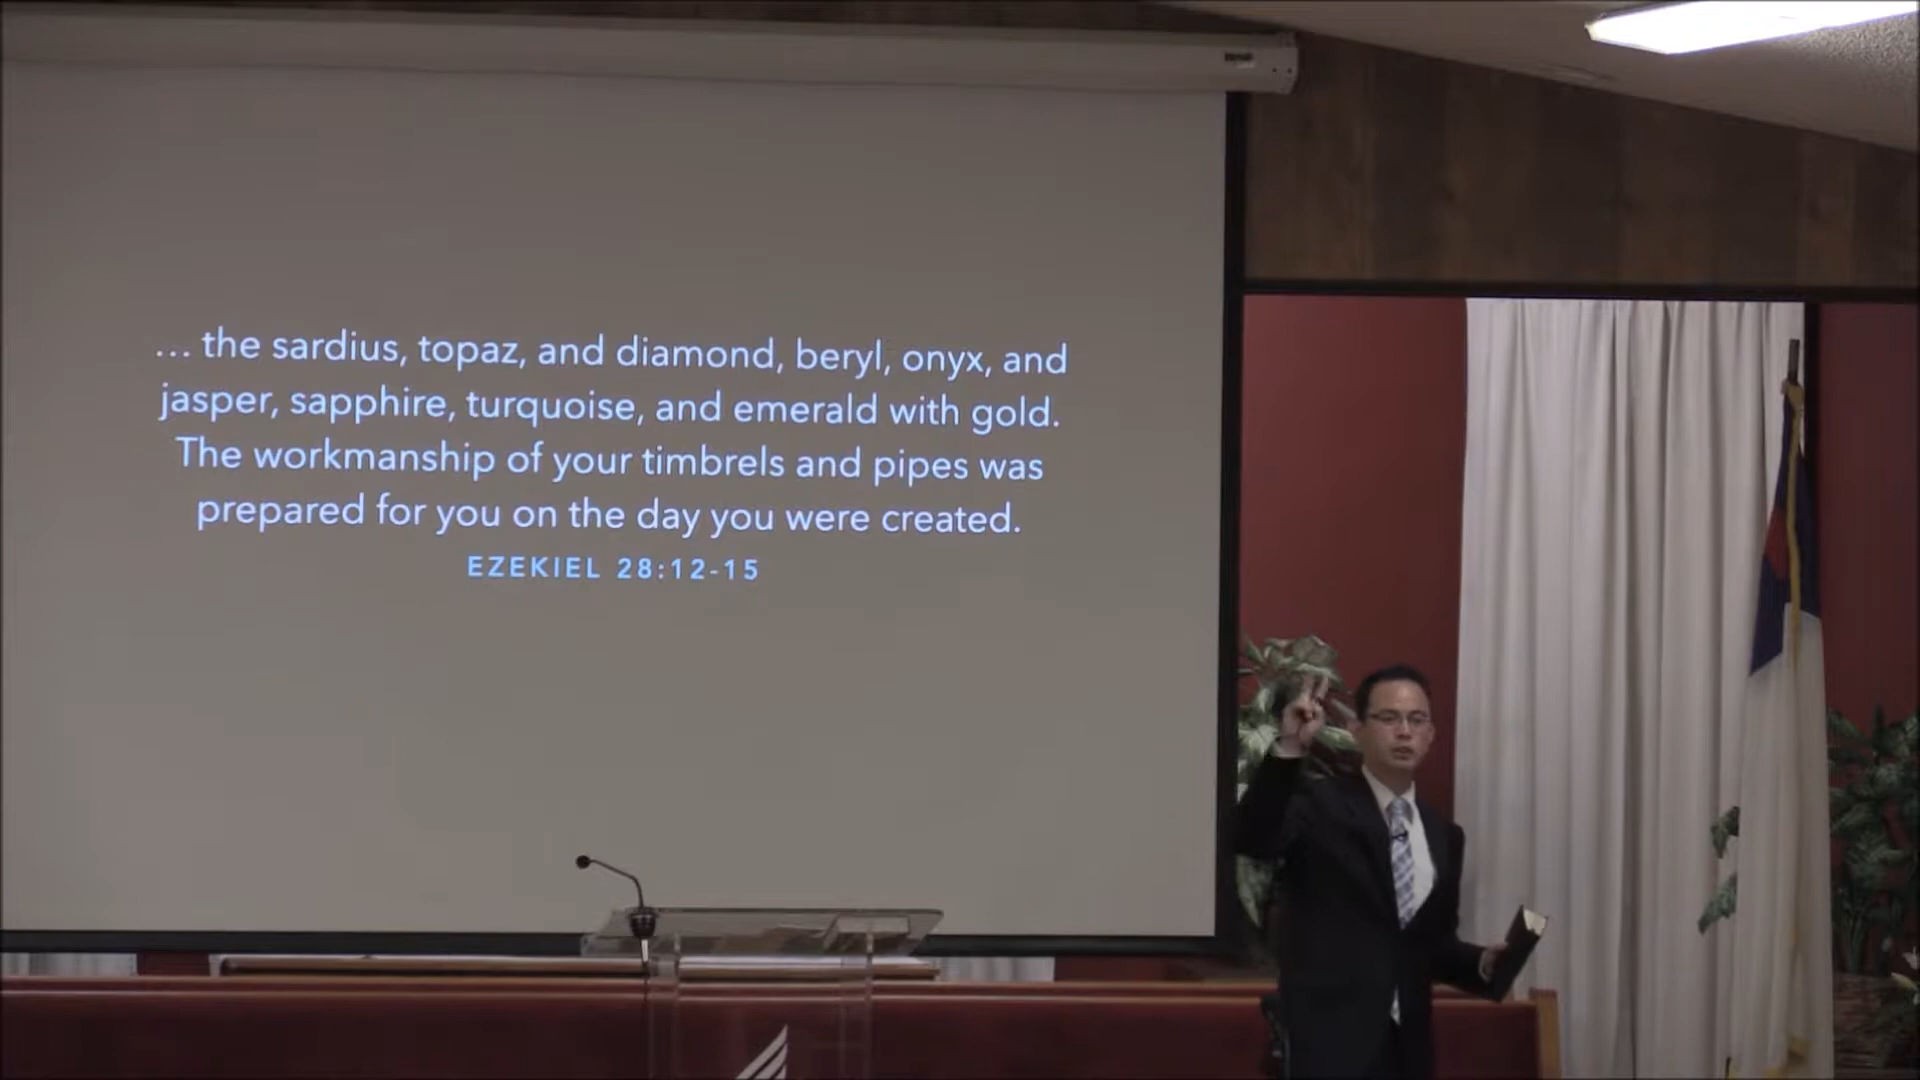 ... the sardius, topaz, and diamond, beryl, onyx, and
jasper, sapphire, turquoise, and emerald with gold.
The workmanship of your timbrels and pipes was
prepared for you on the day you were created.
EZEKIEL 28:12-15